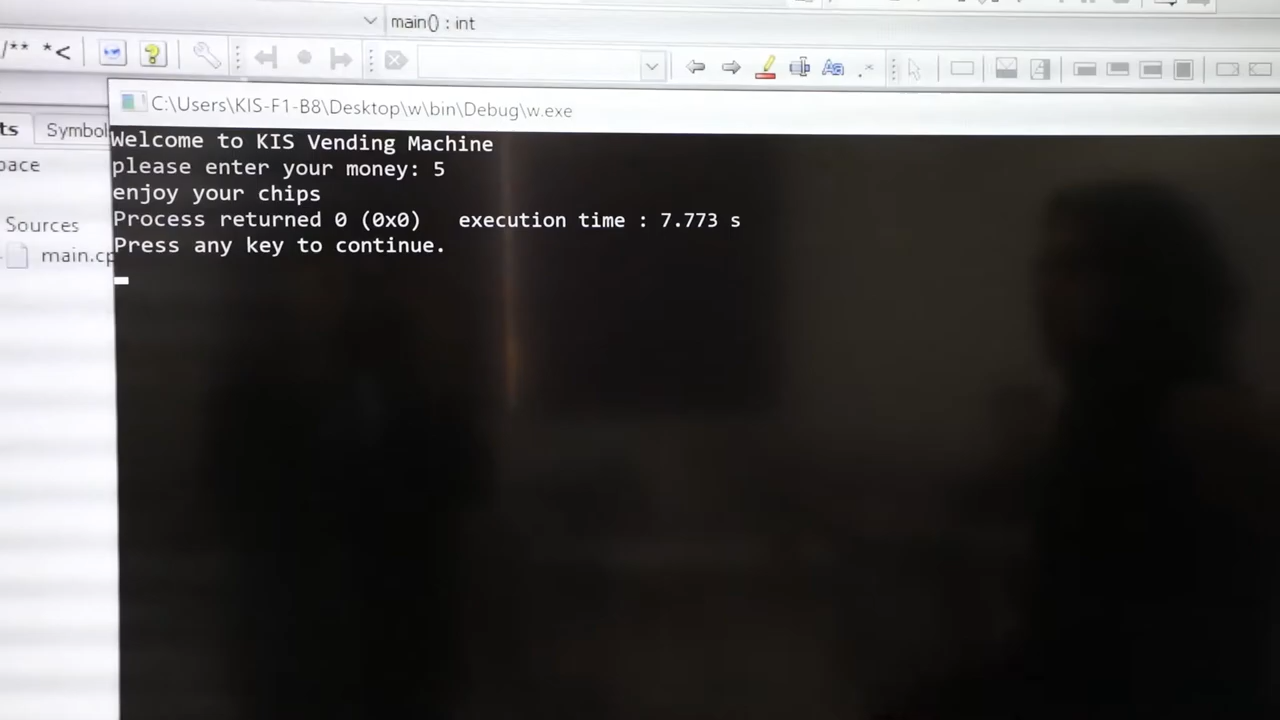 main() : int
/** *<
C:\Users\KIS-F1-B8\Desktop\w\bin\Debug\w.exe
Symbol
Welcome to KIS Vending Machine
please enter your money: 5
enjoy your chips
Sources
Process returned 0 (0x0)   execution time : 7.773 s
main.cp
Press any key to continue.